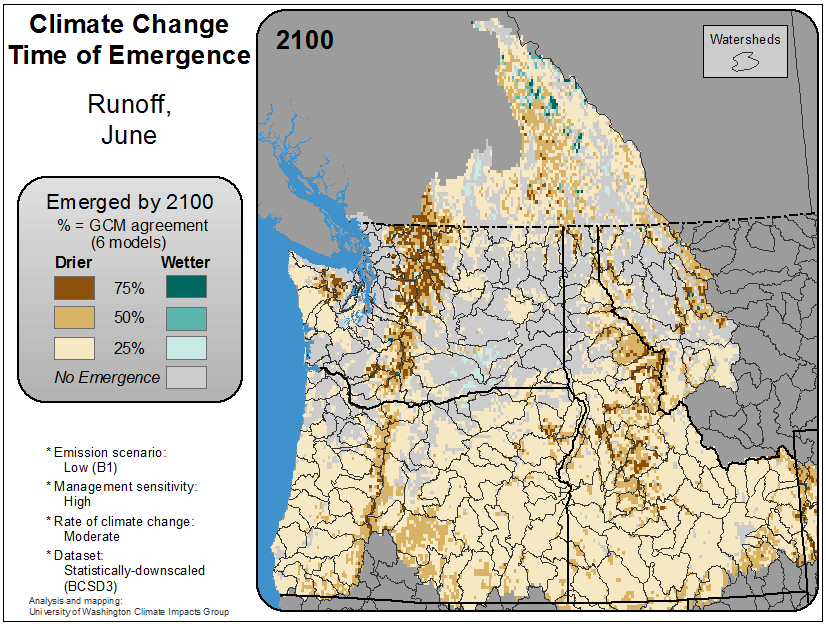 Climate Change
Time of Emergence
Runoff,
June
Emerged by 2100
% = GCM agreement
(6 models)
Drier Wetter
75%
50%
25%
No Emergence
* Emission scenario:
Low (B1)
* Management sensitivity:
High
* Rate of climate change:
Moderate
* Dataset:
Statistically-downscaled
(BCSD3)
Analysis and mapping:
University of Washington Climate Impacts Group
2100
Watersheds